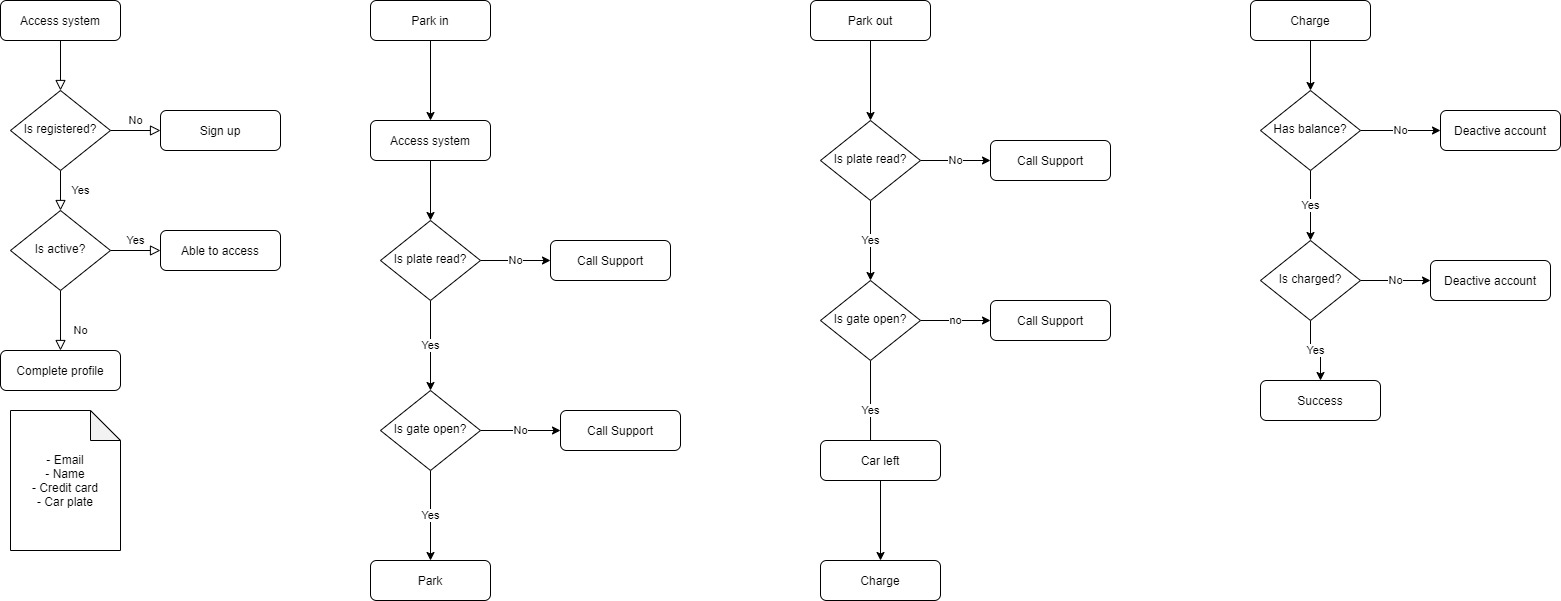 Access system
Is registered?
No
Sign up
Yes
Is active?
Yes
Able to access
No
Complete profile
- Email
- Name
- Credit card
- Car plate
Park in
Access system
Is plate read?
No
Call Support
Yes
Is gate open?
No
Call Support
Yes
Park
Park out
Is plate read?
No
Call Support
Yes
Is gate open?
no
Call Support
Yes
Car left
Charge
Charge
Has balance?
No
Deactive account
Yes
Is charged?
No
Deactive account
Yes
Success